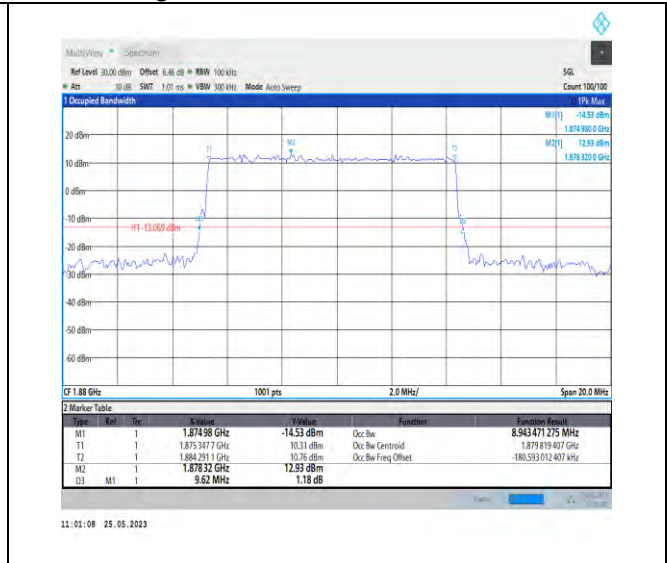 MultiView Spectrum
Ref Level 30.00 dBm Offset 6.46 dB RBW 100 kHz SGL
Att 30 dB SWT 1.01 ms VBW 300 kHz Mode Auto Sweep Count 100/100
1 Occupied Bandwidth 1Pk Max
M1[1] -14.53 dBm
1.874 980 0 GHz
M2[1] 12.93 dBm
1.878 320 0 GHz
20 dBm
T1 M2 T2
10 dBm
0 dBm
-10 dBm
H1 -13.069 dBm
-20 dBm
-30 dBm
-40 dBm
-50 dBm
-60 dBm
CF 1.88 GHz 1001 pts 2.0 MHz/ Span 20.0 MHz
2 Marker Table
Type Ref Trc X-Value Y-Value Function Function Result
M1 1 1.874 98 GHz -14.53 dBm Occ Bw 8.943 471 275 MHz
T1 1 1.875 347 7 GHz 10.31 dBm Occ Bw Centroid 1.879 819 407 GHz
T2 1 1.884 291 1 GHz 10.76 dBm Occ Bw Freq Offset -180.593 012 407 kHz
M2 1 1.878 32 GHz 12.93 dBm
D3 M1 1 9.62 MHz 1.18 dB
11:01:08 25.05.2023